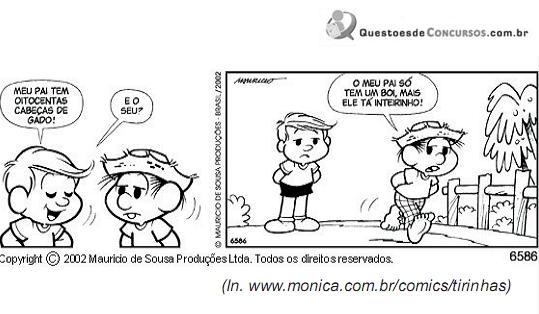 QuestoesdeCONCURSOS.com.br
MEU PAI TEM
OITOCENTAS
CABEÇAS DE
GADO!
E O
SEU?
© MAURICIO DE SOUSA PRODUÇÕES - BRASIL/2002
MAURICIO
O MEU PAI SÓ
TEM UM BOI, MAIS
ELE TÁ INTEIRINHO!
6586
Copyright © 2002 Mauricio de Sousa Produções Ltda. Todos os direitos reservados.
6586
(In. www.monica.com.br/comics/tirinhas)